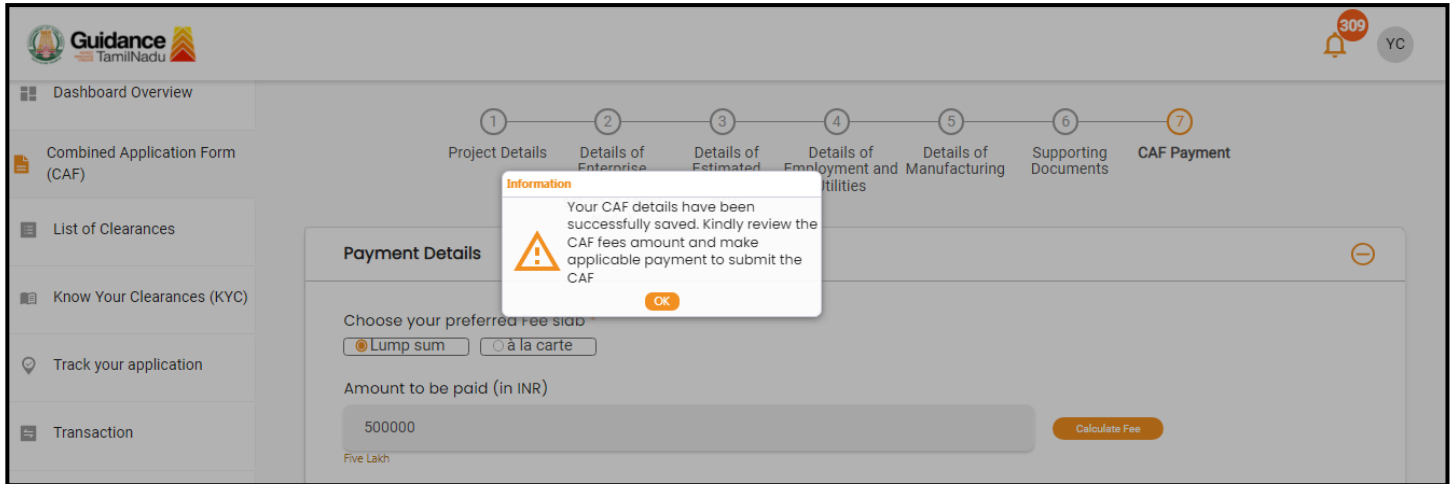 Guidance
TamilNadu
309
YC
Dashboard Overview
Combined Application Form
(CAF)
List of Clearances
Know Your Clearances (KYC)
Track your application
Transaction
1
2
3
4
5
6
7
Project Details
Details of
Enterprise
Details of
Estimated
Details of
Employment and
Utilities
Details of
Manufacturing
Supporting
Documents
CAF Payment
Information
Your CAF details have been
successfully saved. Kindly review the
CAF fees amount and make
applicable payment to submit the
CAF
OK
Payment Details
Choose your preferred Fee slab *
Lump sum
à la carte
Amount to be paid (in INR)
500000
Calculate Fee
Five Lakh